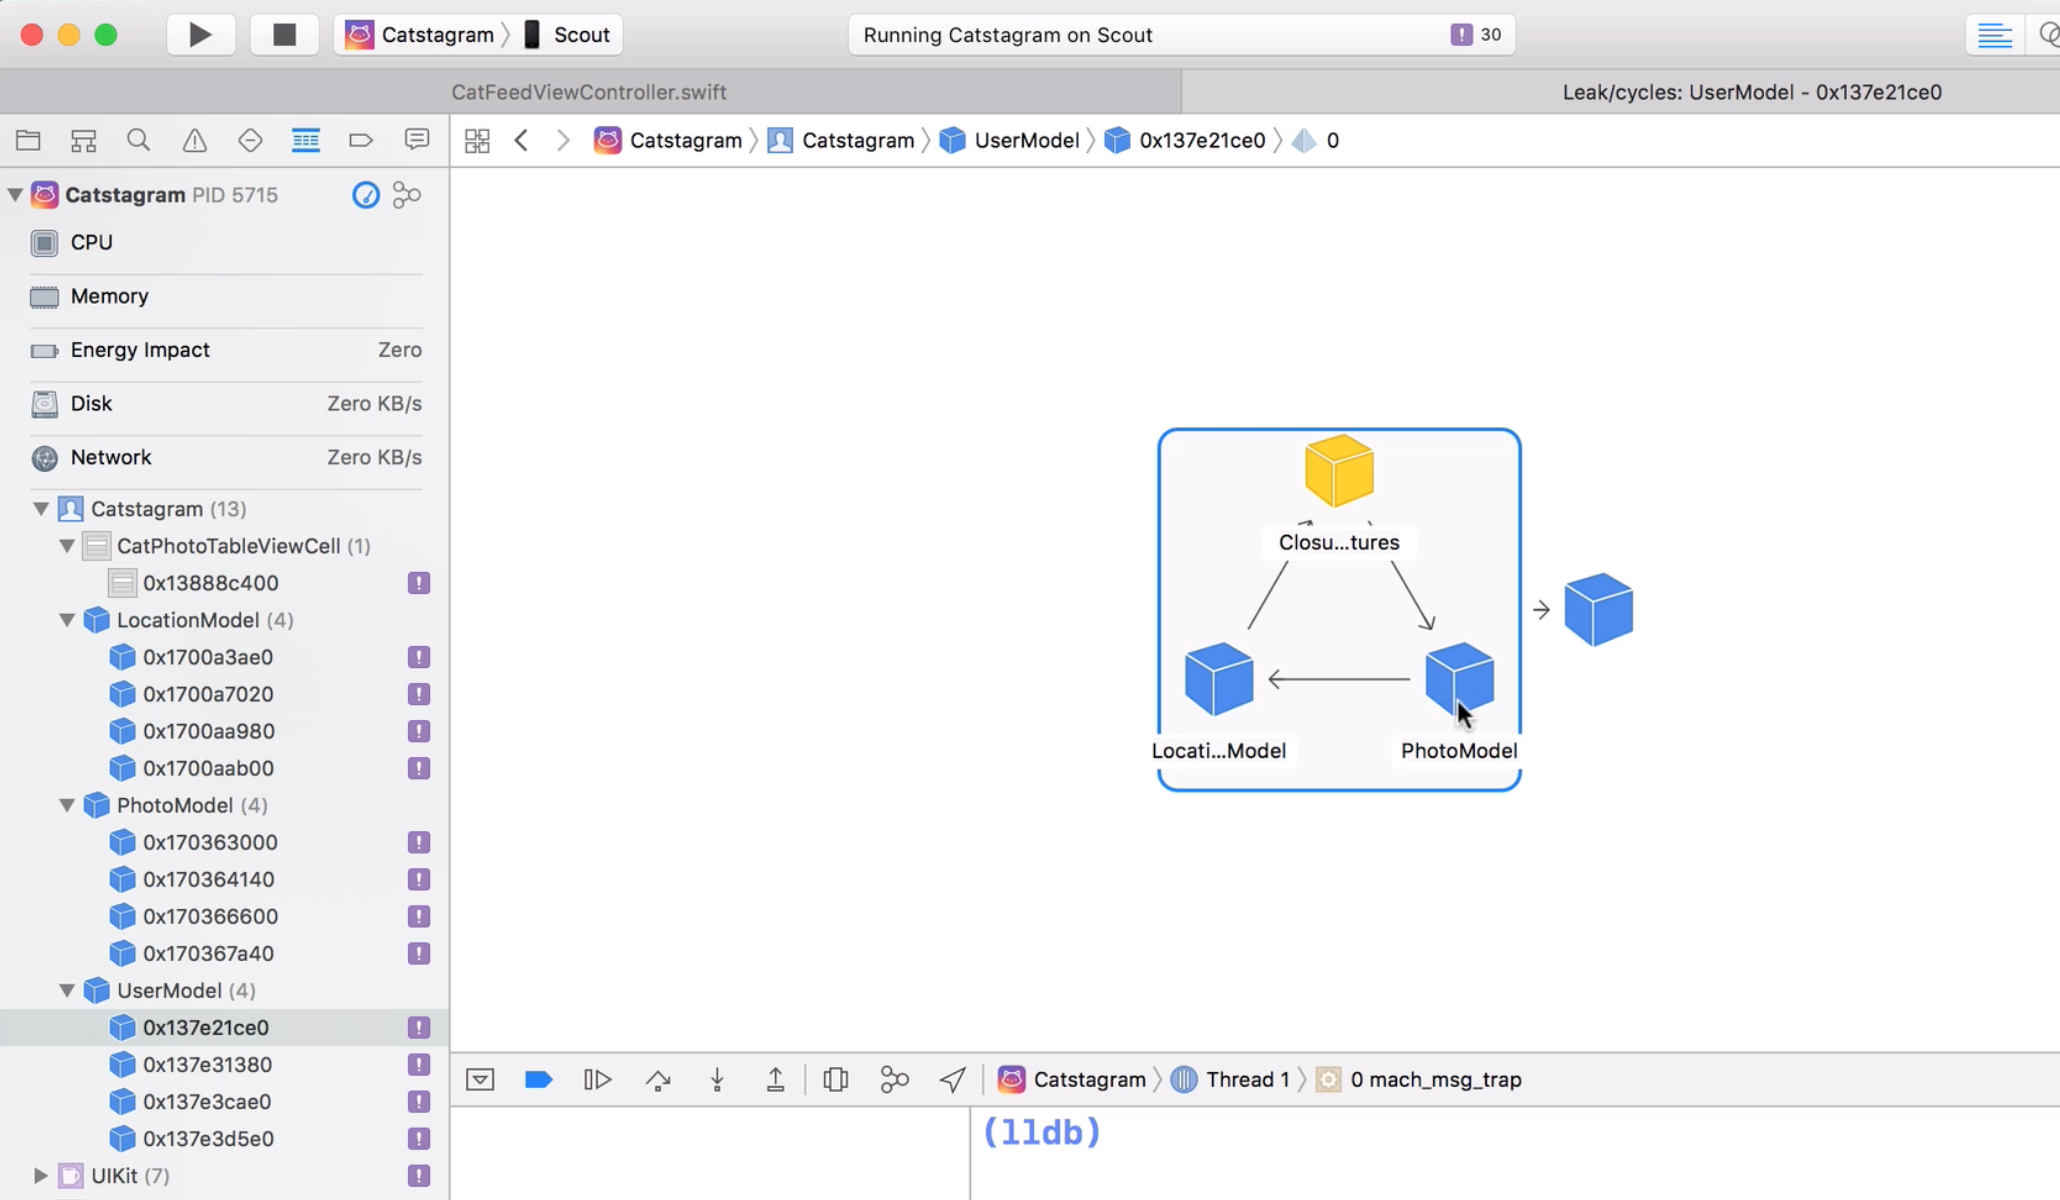 Catstagram Scout
Running Catstagram on Scout 30
CatFeedViewController.swift
Leak/cycles: UserModel - 0x137e21ce0
Catstagram Catstagram UserModel 0x137e21ce0 0
Catstagram PID 5715
CPU
Memory
Energy Impact Zero
Disk Zero KB/s
Network Zero KB/s
Catstagram (13)
CatPhotoTableViewCell (1)
0x13888c400
LocationModel (4)
0x1700a3ae0
0x1700a7020
0x1700aa980
0x1700aab00
PhotoModel (4)
0x170363000
0x170364140
0x170366600
0x170367a40
UserModel (4)
0x137e21ce0
0x137e31380
0x137e3cae0
0x137e3d5e0
UIKit (7)
Closu...tures
Locati...Model
PhotoModel
Catstagram Thread 1 0 mach_msg_trap
(lldb)